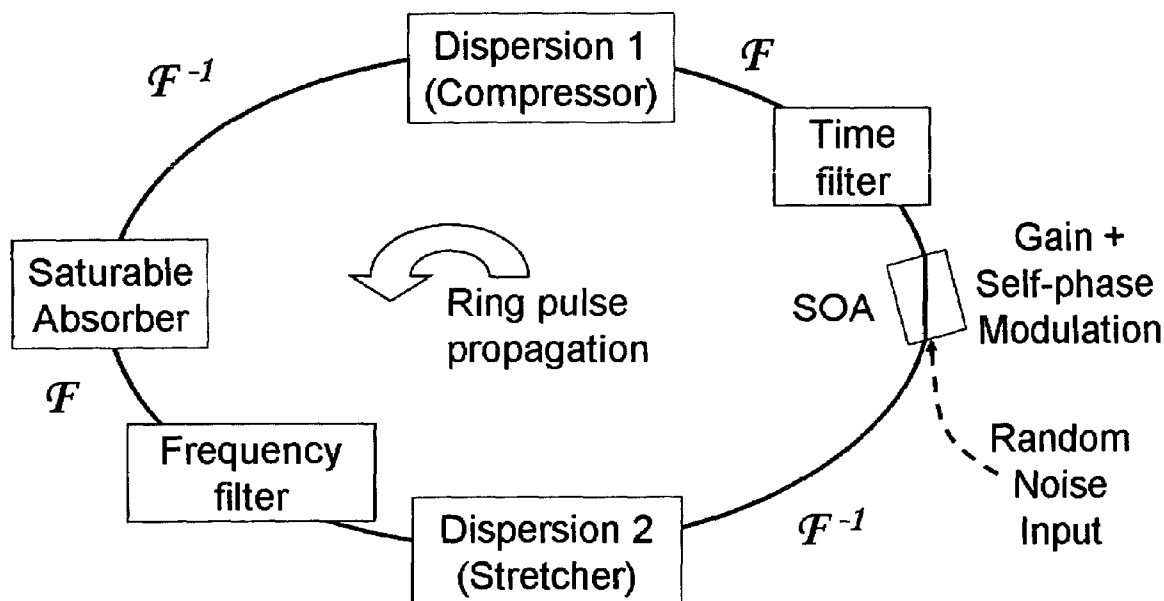 Dispersion 1
(Compressor)
ℱ
ℱ -1
Time
filter
Gain +
Self-phase
Modulation
SOA
Saturable
Absorber
Ring pulse
propagation
ℱ
Frequency
filter
Random
Noise
Input
Dispersion 2
(Stretcher)
ℱ -1